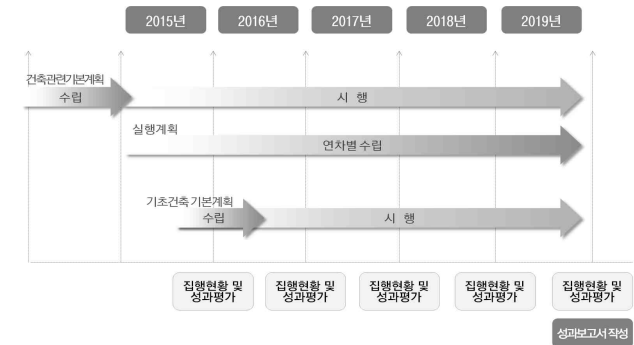 2015년
2016년
2017년
2018년
2019년
건축관련기본계획
수립
시 행
실행계획
연차별 수립
기초건축 기본계획
수립
시 행
집행현황 및
성과평가
집행현황 및
성과평가
집행현황 및
성과평가
집행현황 및
성과평가
집행현황 및
성과평가
성과보고서 작성